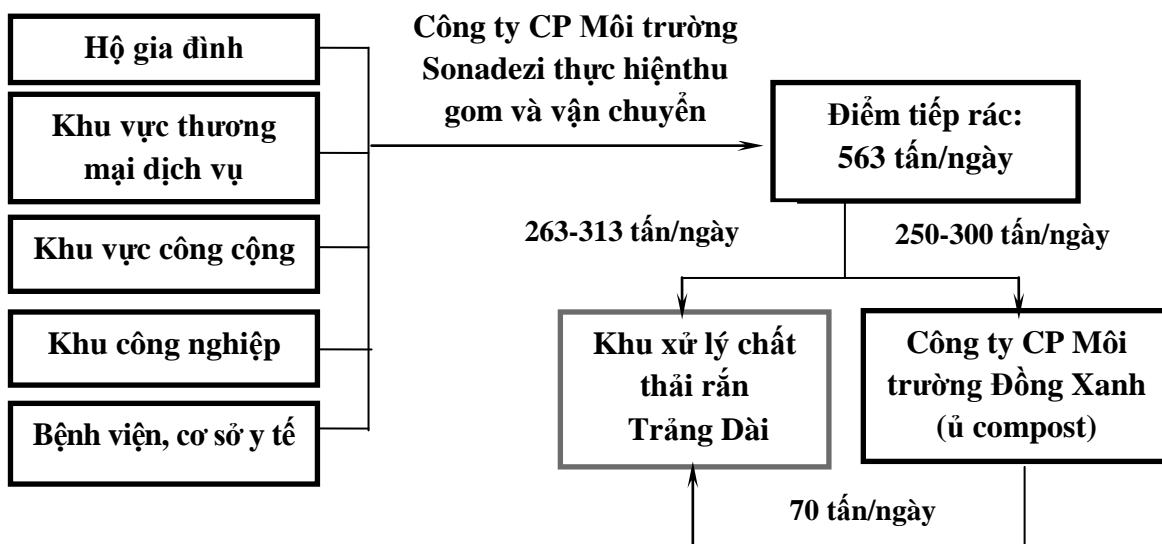 Hộ gia đình
Khu vực thương
mại dịch vụ
Khu vực công cộng
Khu công nghiệp
Bệnh viện, cơ sở y tế
Công ty CP Môi trường
Sonadezi thực hiệnthu
gom và vận chuyển
Điểm tiếp rác:
563 tấn/ngày
263-313 tấn/ngày
250-300 tấn/ngày
Khu xử lý chất
thải rắn
Trảng Dài
Công ty CP Môi
trường Đồng Xanh
(ủ compost)
70 tấn/ngày